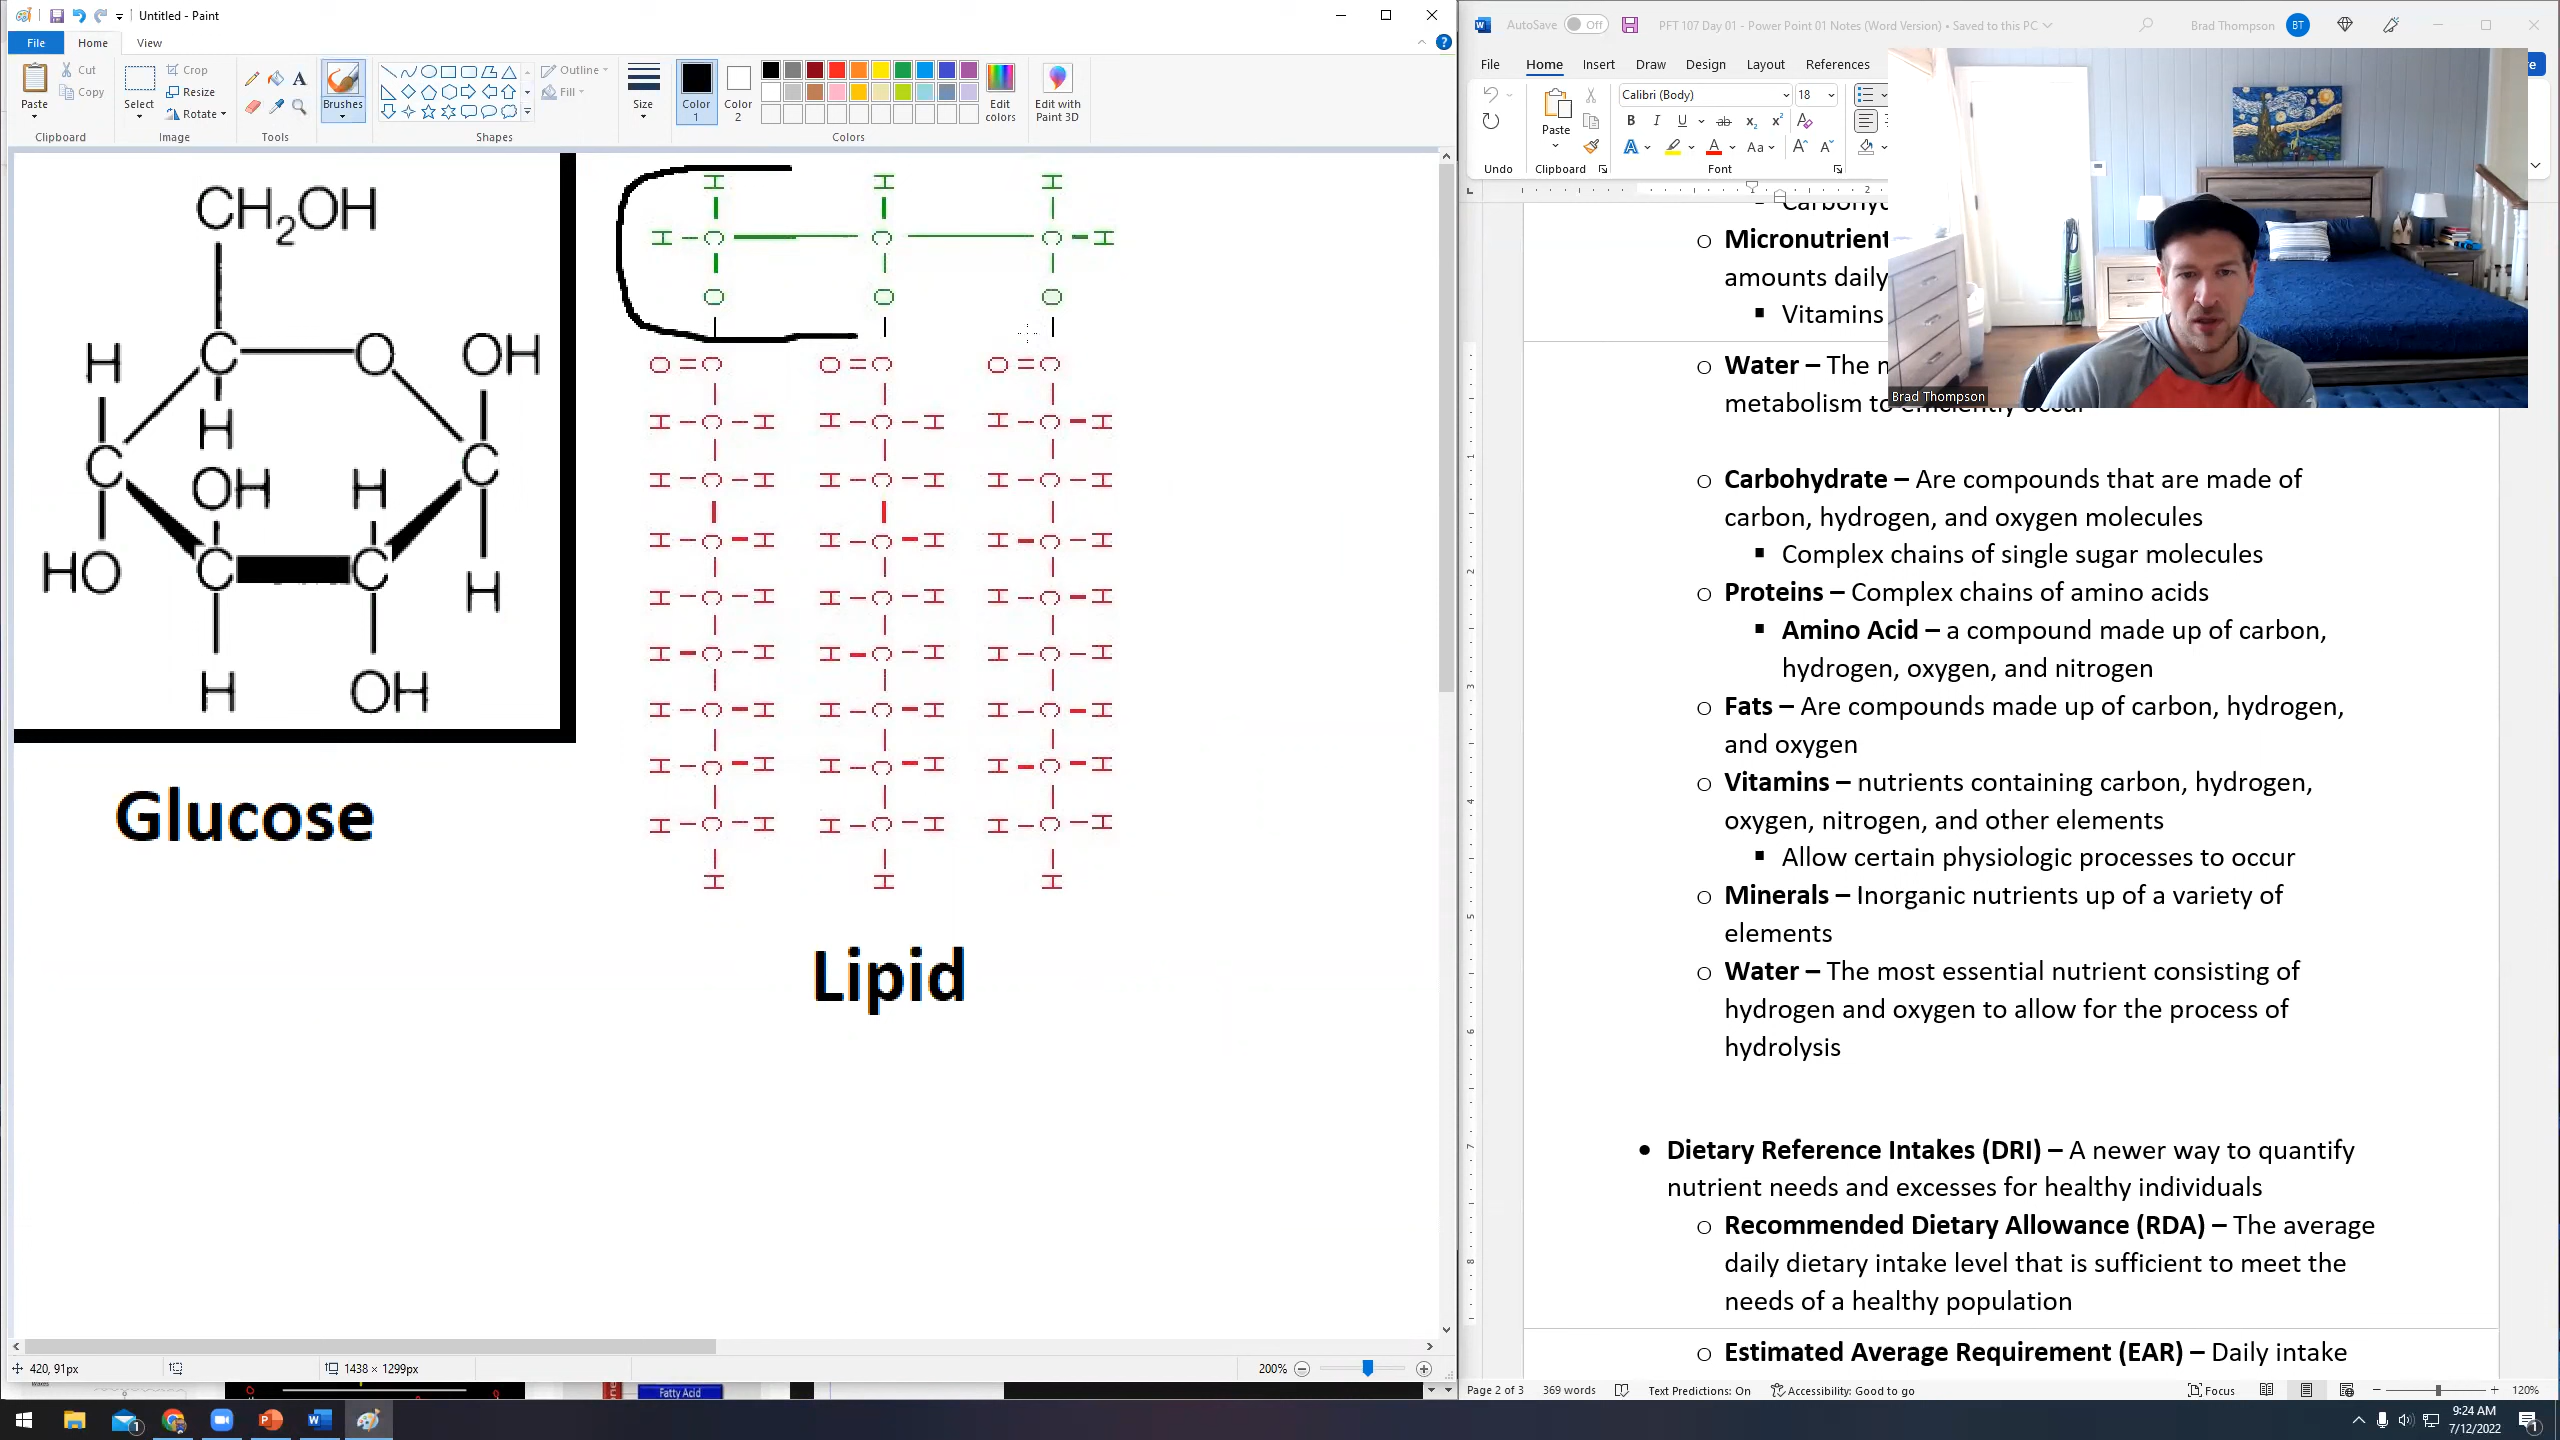 Untitled - Paint
File
Home
View
Paste
Cut
Copy
Clipboard
Select
Crop
Resize
Rotate
Image
Tools
Brushes
Shapes
Outline
Fill
Size
Color 1
Color 2
Edit colors
Colors
Edit with Paint 3D
CH2OH
H
C
O
OH
H
C
OH
H
C
HO
C
C
H
H
OH
Glucose
H H H
H C C C H
O O O
O = C O = C O = C
H C H H C H H C H
H C H H C H H C H
H C H H C H H C H
H C H H C H H C H
H C H H C H H C H
H C H H C H H C H
H C H H C H H C H
H C H H C H H C H
H H H
Lipid
420, 91px
1438 × 1299px
200%
Fatty Acid
AutoSave Off
PFT 107 Day 01 - Power Point 01 Notes (Word Version) • Saved to this PC
Brad Thompson
BT
File
Home
Insert
Draw
Design
Layout
References
Undo
Paste
Clipboard
Calibri (Body)
18
Font
Brad Thompson
Micronutrient
amounts daily
Vitamins
Water – The
metabolism to efficiently occur
Carbohydrate – Are compounds that are made of
carbon, hydrogen, and oxygen molecules
Complex chains of single sugar molecules
Proteins – Complex chains of amino acids
Amino Acid – a compound made up of carbon,
hydrogen, oxygen, and nitrogen
Fats – Are compounds made up of carbon, hydrogen,
and oxygen
Vitamins – nutrients containing carbon, hydrogen,
oxygen, nitrogen, and other elements
Allow certain physiologic processes to occur
Minerals – Inorganic nutrients up of a variety of
elements
Water – The most essential nutrient consisting of
hydrogen and oxygen to allow for the process of
hydrolysis
Dietary Reference Intakes (DRI) – A newer way to quantify
nutrient needs and excesses for healthy individuals
Recommended Dietary Allowance (RDA) – The average
daily dietary intake level that is sufficient to meet the
needs of a healthy population
Estimated Average Requirement (EAR) – Daily intake
Page 2 of 3
369 words
Text Predictions: On
Accessibility: Good to go
Focus
120%
9:24 AM
7/12/2022